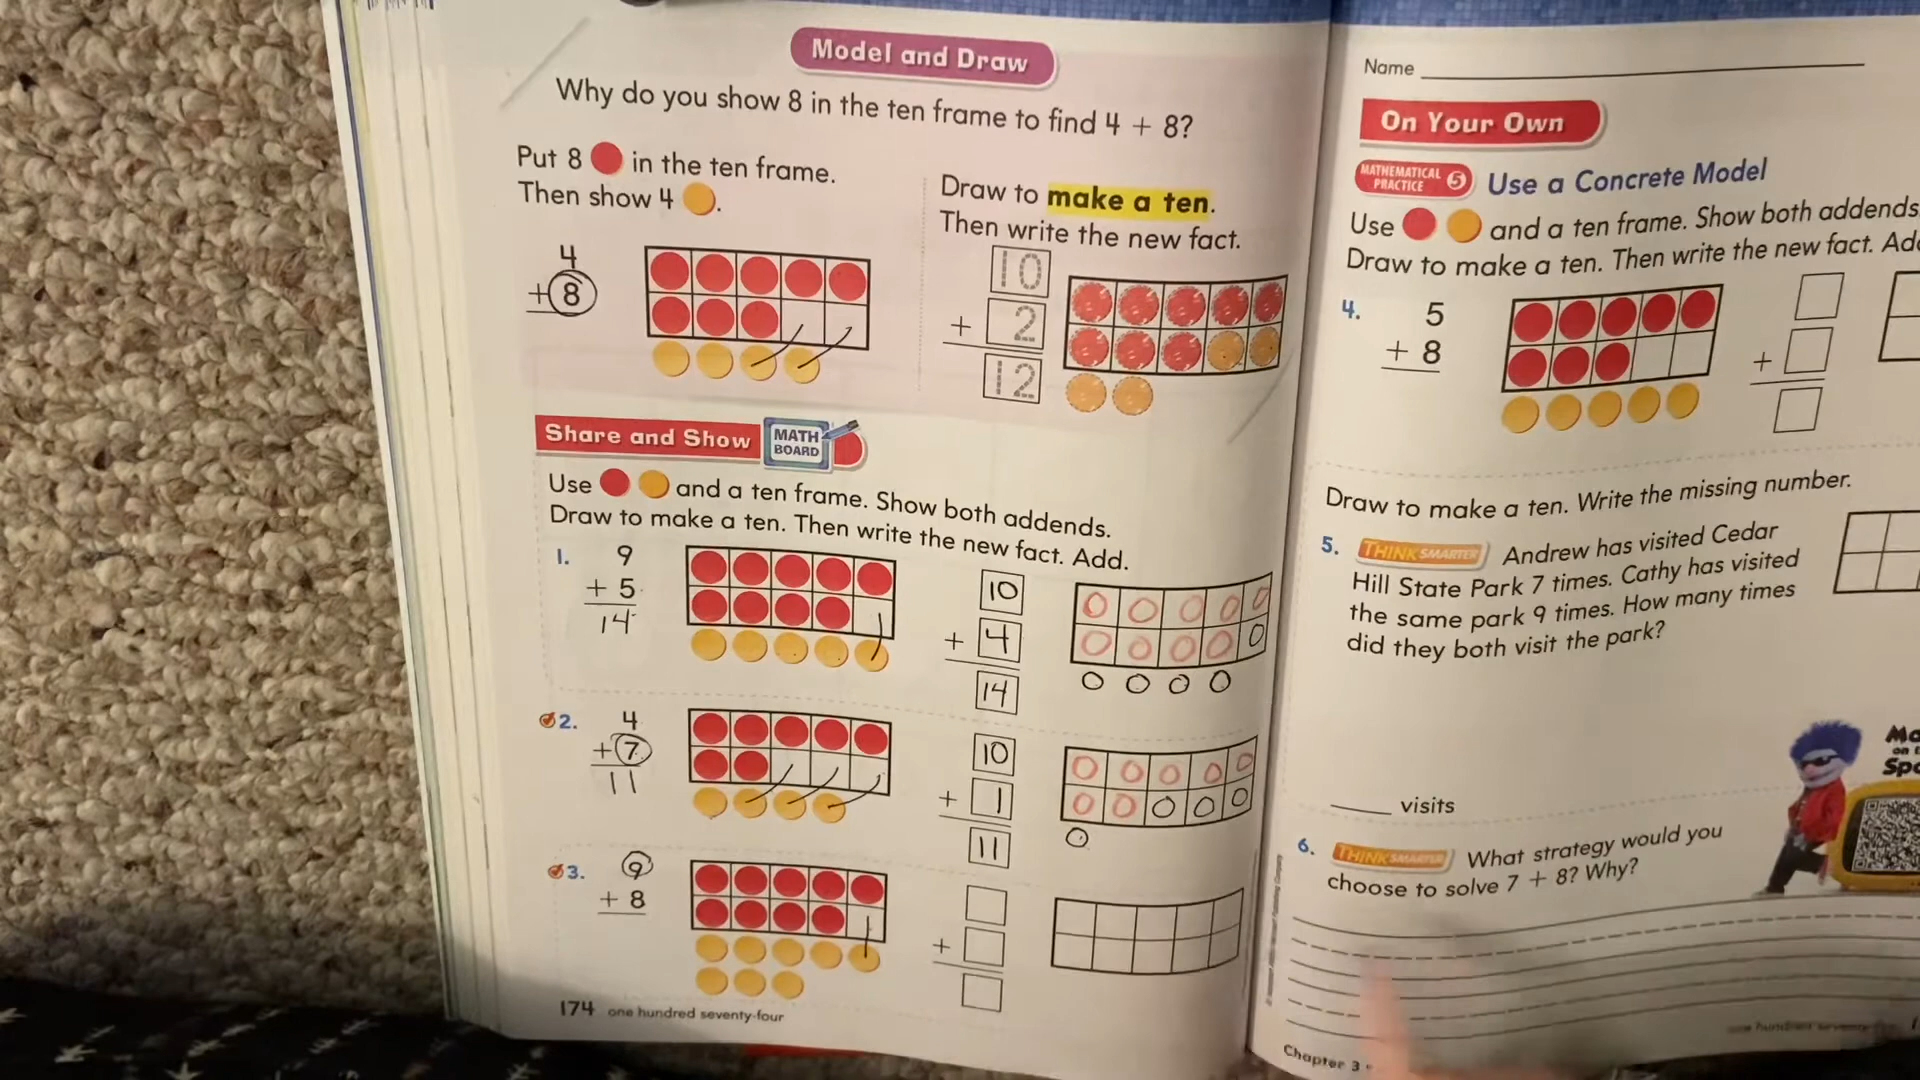 Model and Draw
Why do you show 8 in the ten frame to find 4 + 8?
Put 8 in the ten frame.
Then show 4 .
4
+ 8
Draw to make a ten.
Then write the new fact.
10
+ 2
12
Share and Show
MATH
BOARD
Use and a ten frame. Show both addends.
Draw to make a ten. Then write the new fact. Add.
1.
9
+ 5
14
10
+ 4
14
2.
4
+ 7
11
10
+ 1
11
3.
9
+ 8
+
174 one hundred seventy-four
Name
On Your Own
MATHEMATICAL
PRACTICE 5
Use a Concrete Model
Use and a ten frame. Show both addends
Draw to make a ten. Then write the new fact.
4.
5
+ 8
+
Draw to make a ten. Write the missing number.
5. THINK SMARTER Andrew has visited Cedar
Hill State Park 7 times. Cathy has visited
the same park 9 times. How many times
did they both visit the park?
visits
6. THINK SMARTER What strategy would you
choose to solve 7 + 8? Why?
Chapter 3